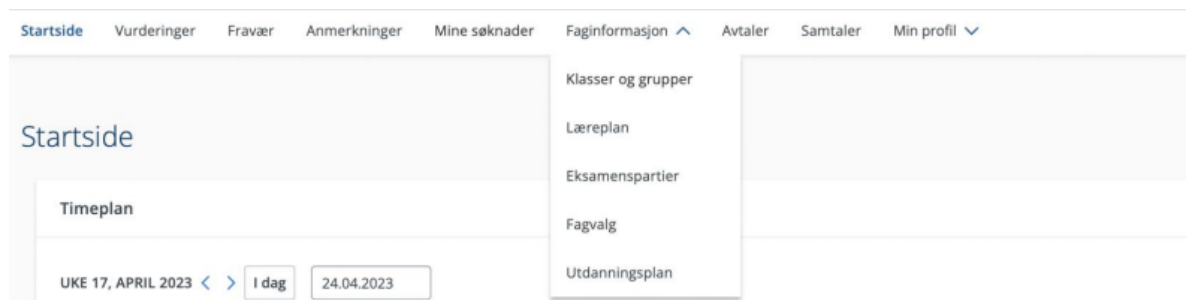 Startside Vurderinger Fravær Anmerkninger Mine søknader Faginformasjon Avtaler Samtaler Min profil
Klasser og grupper
Læreplan
Eksamenspartier
Fagvalg
Utdanningsplan
Startside
Timeplan
UKE 17, APRIL 2023 < > I dag 24.04.2023